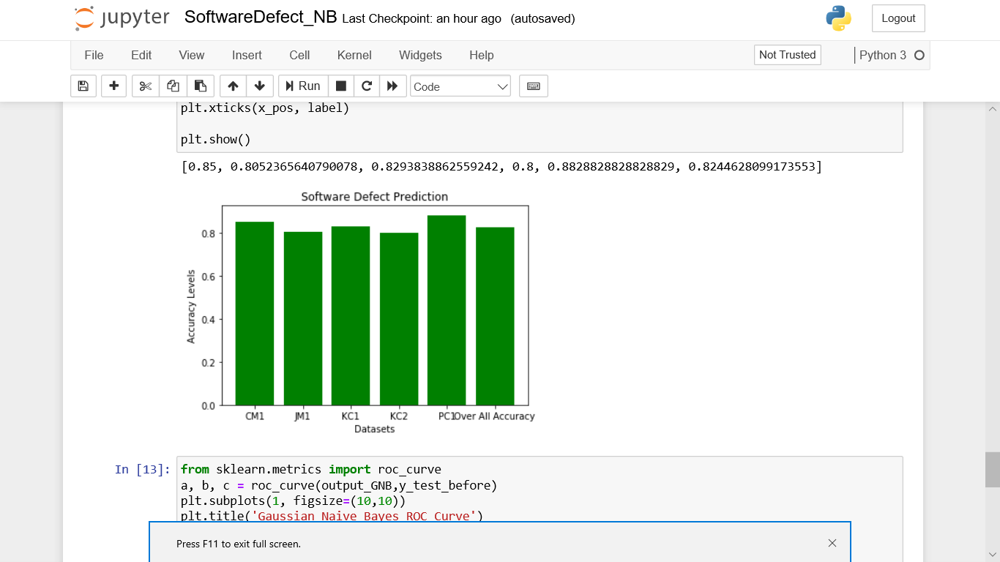 jupyter SoftwareDefect_NB Last Checkpoint: an hour ago (autosaved) Logout
File Edit View Insert Cell Kernel Widgets Help Not Trusted Python 3
Run Code
plt.xticks(x_pos, label)
plt.show()
[0.85, 0.8052365640790078, 0.8293838862559242, 0.8, 0.8828828828828829, 0.8244628099173553]
Software Defect Prediction
Accuracy Levels
0.8
0.6
0.4
0.2
0.0
CM1 JM1 KC1 KC2 PC1 Over All Accuracy
Datasets
In [13]: from sklearn.metrics import roc_curve
a, b, c = roc_curve(output_GNB,y_test_before)
plt.subplots(1, figsize=(10,10))
plt.title('Gaussian Naive Bayes ROC Curve')
Press F11 to exit full screen.